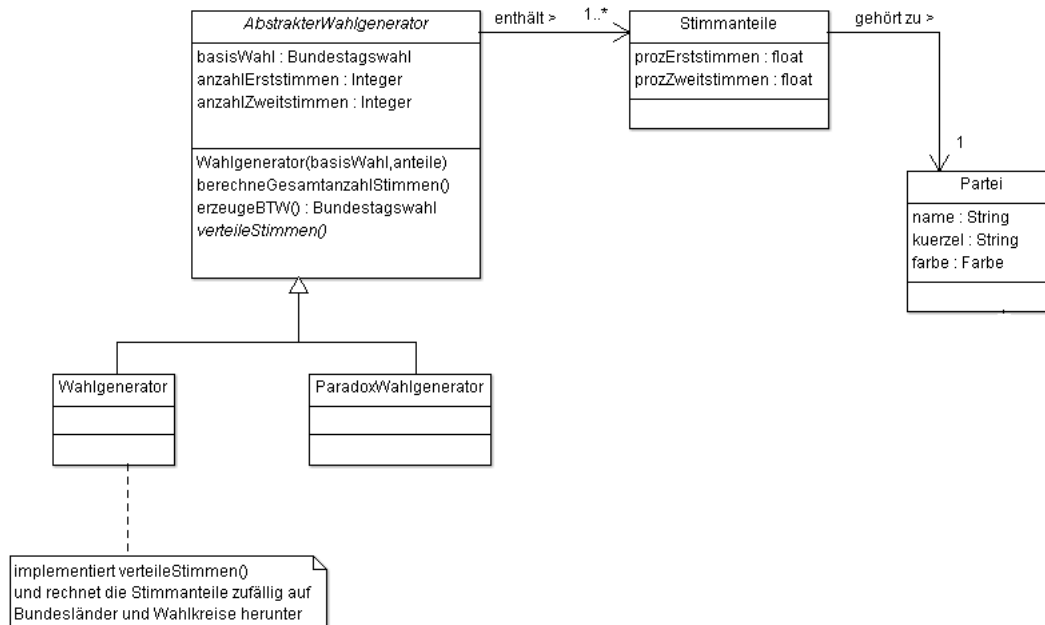 AbstrakterWahlgenerator
basisWahl : Bundestagswahl
anzahlErststimmen : Integer
anzahlZweitstimmen : Integer
Wahlgenerator(basisWahl,anteile)
berechneGesamtanzahlStimmen()
erzeugeBTW() : Bundestagswahl
verteileStimmen()
enthält >
1..*
Stimmanteile
prozErststimmen : float
prozZweitstimmen : float
gehört zu >
1
Partei
name : String
kuerzel : String
farbe : Farbe
Wahlgenerator
ParadoxWahlgenerator
implementiert verteileStimmen()
und rechnet die Stimmanteile zufällig auf
Bundesländer und Wahlkreise herunter